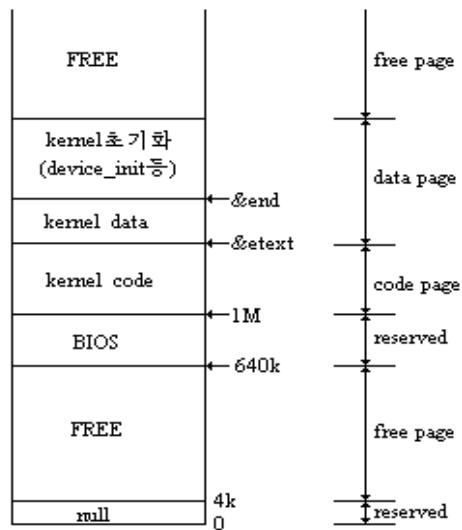 FREE
free page
kernel초기화
(device_init등)
data page
&end
kernel data
&etext
kernel code
code page
1M
BIOS
reserved
640k
FREE
free page
4k
null
reserved
0